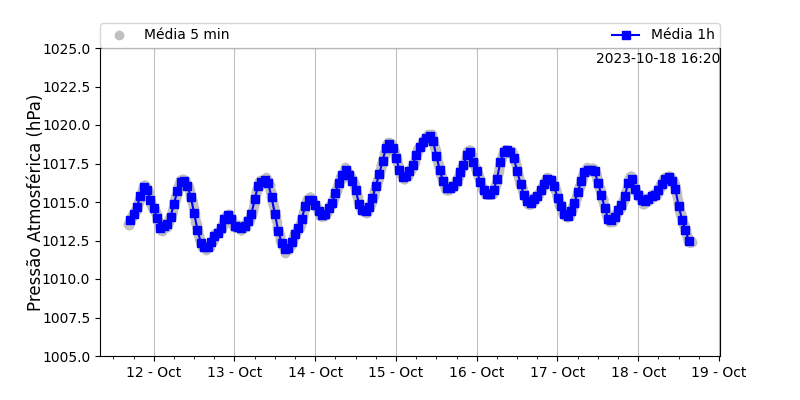 Média 5 min
Média 1h
2023-10-18 16:20
Pressão Atmosférica (hPa)
1025.0
1022.5
1020.0
1017.5
1015.0
1012.5
1010.0
1007.5
1005.0
12 - Oct
13 - Oct
14 - Oct
15 - Oct
16 - Oct
17 - Oct
18 - Oct
19 - Oct